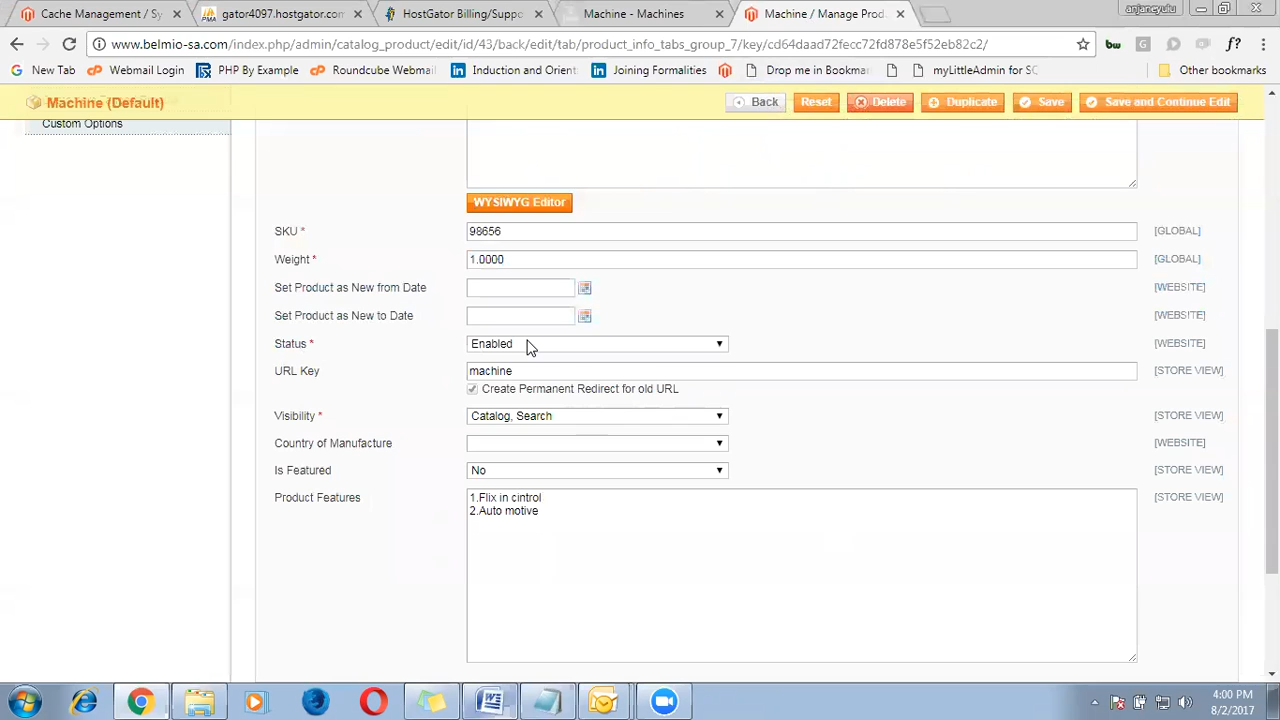 Cache Management / Sy
gator4097.hostgator.com
HostGator Billing/Suppo
Machine - Machines
Machine / Manage Prod
anjaneyulu
www.belmio-sa.com/index.php/admin/catalog_product/edit/id/43/back/edit/tab/product_info_tabs_group_7/key/cd64daad72fecc72fd878e5f52eb82c2/
New Tab
Webmail Login
PHP By Example
Roundcube Webmail
Induction and Orient
Joining Formalities
Drop me in Bookmar
myLittleAdmin for SQ
Other bookmarks
Machine (Default)
Back
Reset
Delete
Duplicate
Save
Save and Continue Edit
Custom Options
WYSIWYG Editor
SKU * 98656 [GLOBAL]
Weight * 1.0000 [GLOBAL]
Set Product as New from Date [WEBSITE]
Set Product as New to Date [WEBSITE]
Status * Enabled [WEBSITE]
URL Key machine [STORE VIEW]
Create Permanent Redirect for old URL
Visibility * Catalog, Search [STORE VIEW]
Country of Manufacture [WEBSITE]
Is Featured No [STORE VIEW]
Product Features 1.Flix in cintrol [STORE VIEW]
2.Auto motive
4:00 PM
8/2/2017